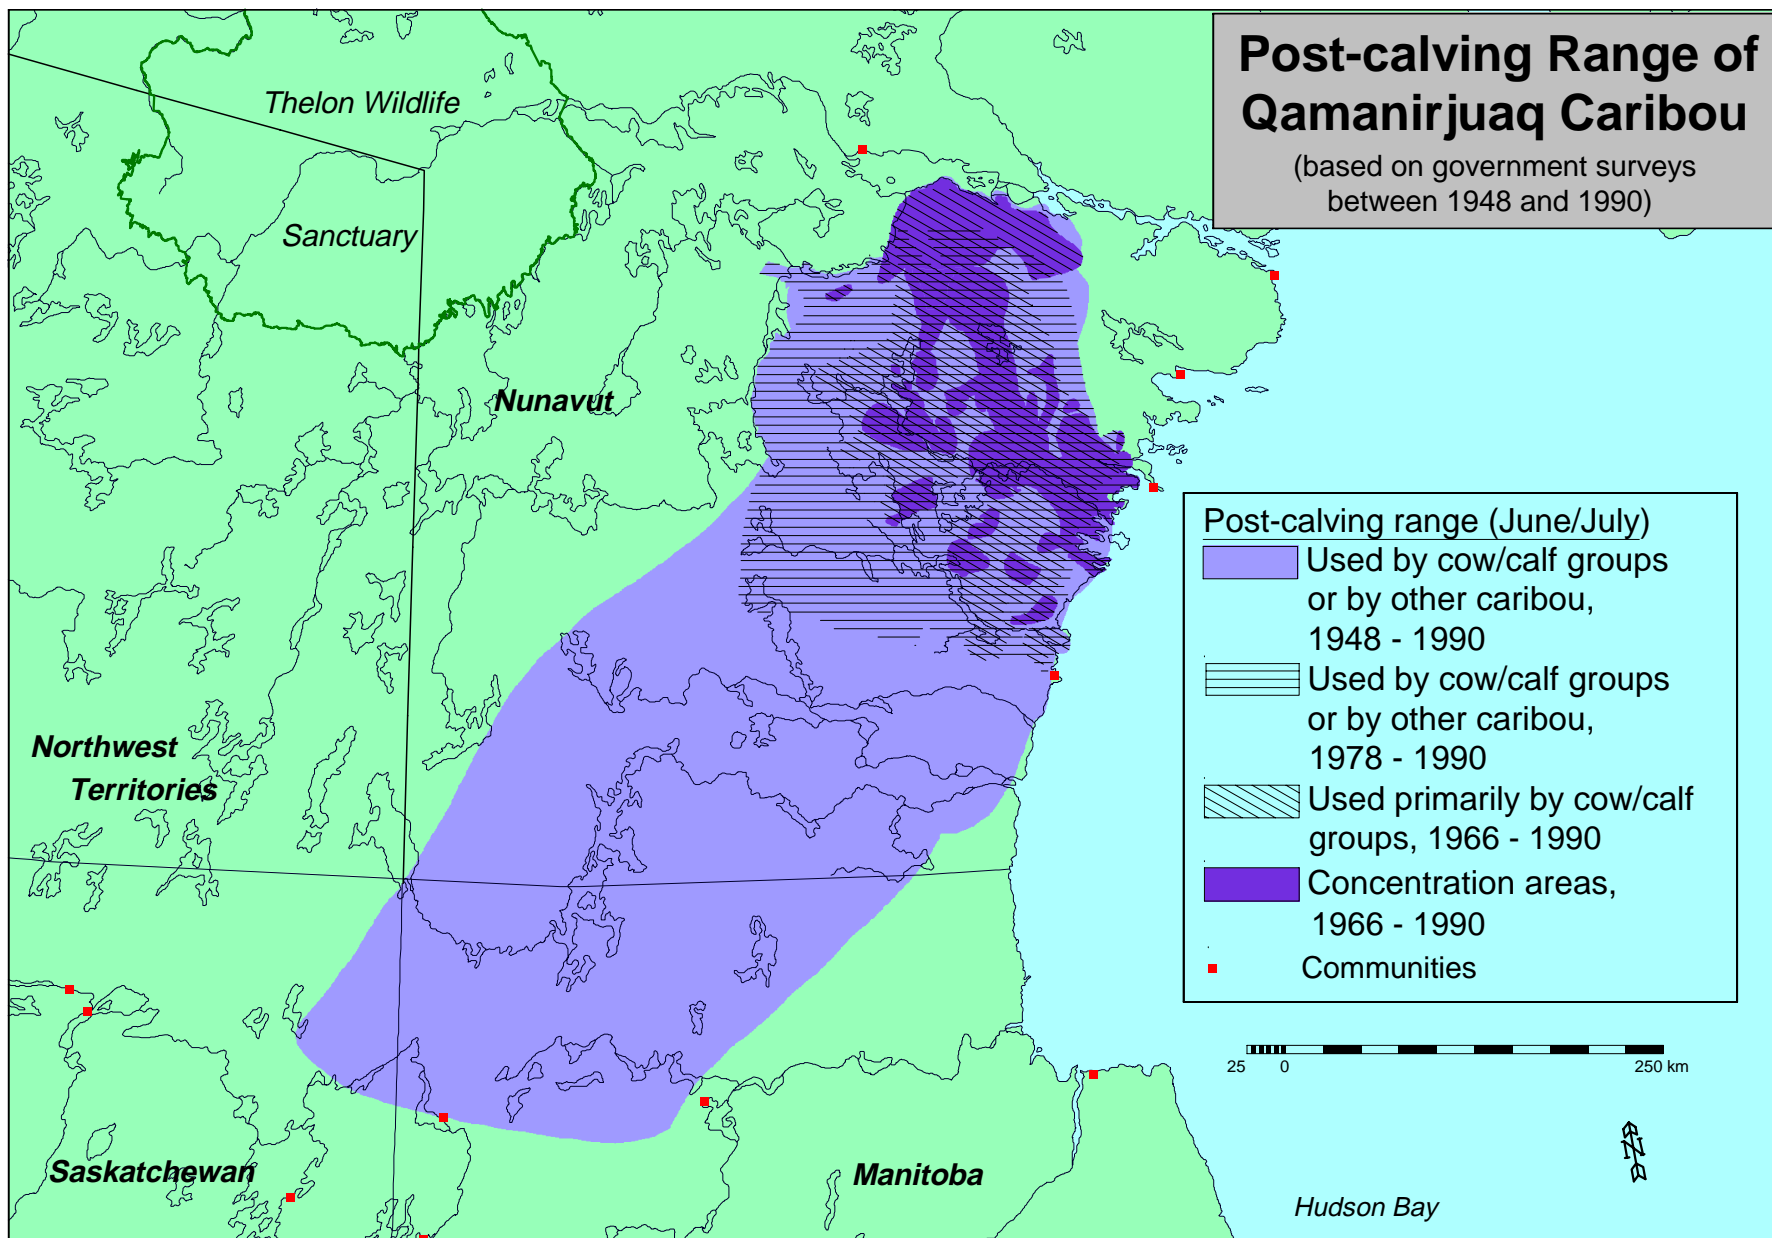 Post-calving Range of
Qamanirjuaq Caribou
(based on government surveys
between 1948 and 1990)
Thelon Wildlife
Sanctuary
Nunavut
Northwest
Territories
Saskatchewan
Manitoba
Hudson Bay
Post-calving range (June/July)
Used by cow/calf groups
or by other caribou,
1948 - 1990
Used by cow/calf groups
or by other caribou,
1978 - 1990
Used primarily by cow/calf
groups, 1966 - 1990
Concentration areas,
1966 - 1990
Communities
25 0 250 km
N